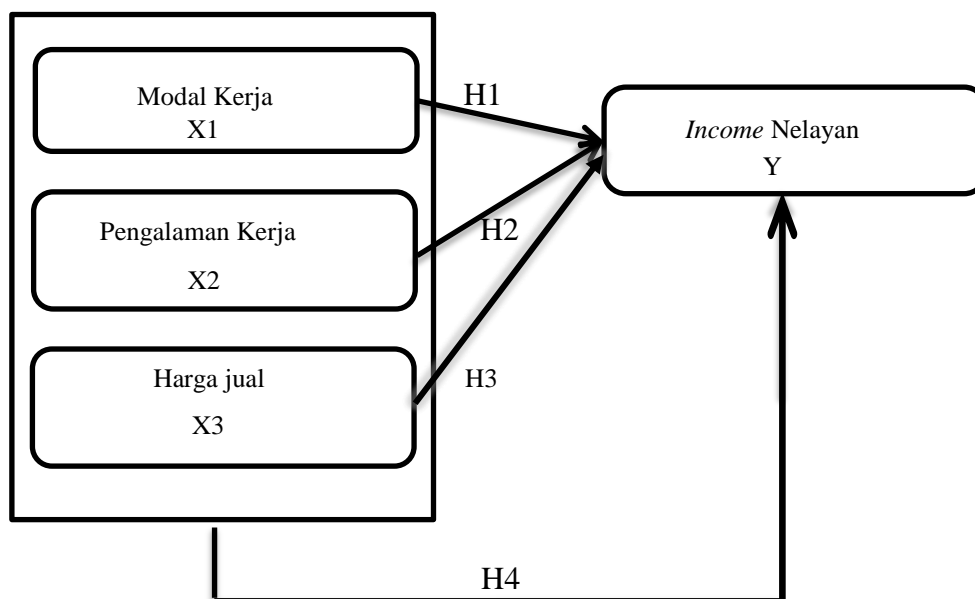 Modal Kerja
X1
H1
Income Nelayan
Y
Pengalaman Kerja
X2
H2
Harga jual
X3
H3
H4